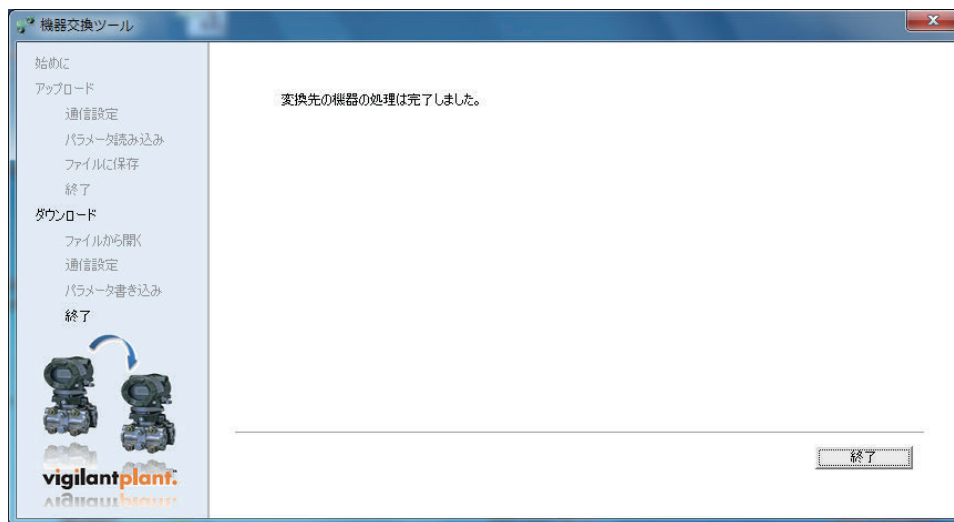 機器交換ツール
始めに
アップロード
通信設定
パラメータ読み込み
ファイルに保存
終了
ダウンロード
ファイルから開く
通信設定
パラメータ書き込み
終了
vigilantplant.™
変換先の機器の処理は完了しました。
終了